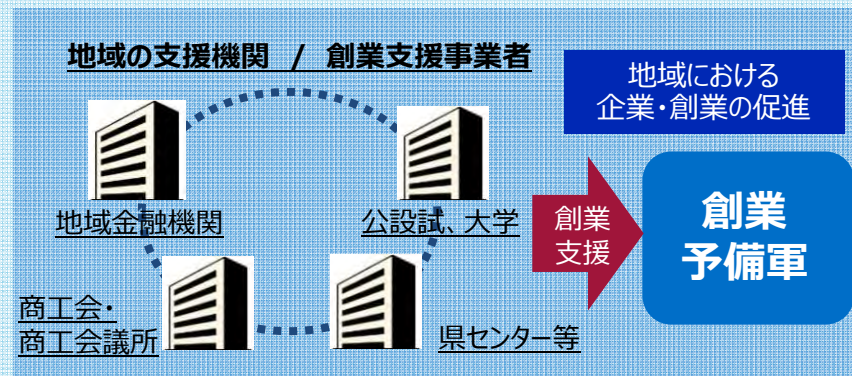 地域の支援機関 / 創業支援事業者
地域における
企業・創業の促進
地域金融機関
公設試、大学
創業
支援
創業
予備軍
商工会・
商工会議所
県センター等